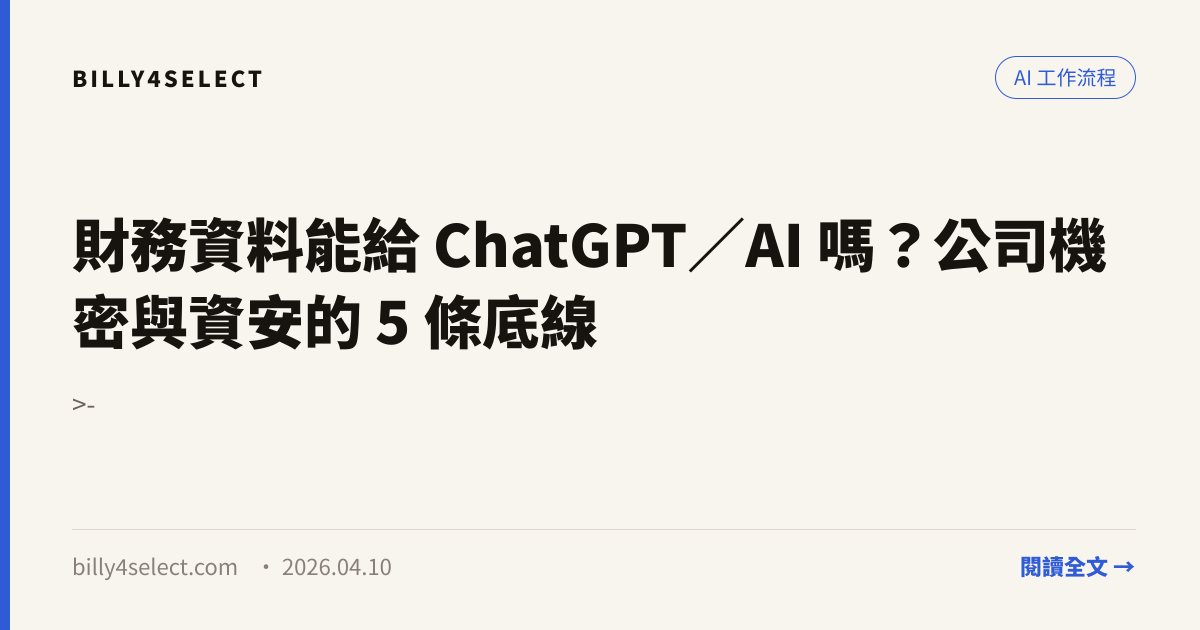 BILLY4SELECT
AI 工作流程
財務資料能給 ChatGPT／AI 嗎？公司機
密與資安的 5 條底線
>-
billy4select.com ・ 2026.04.10
閱讀全文 →